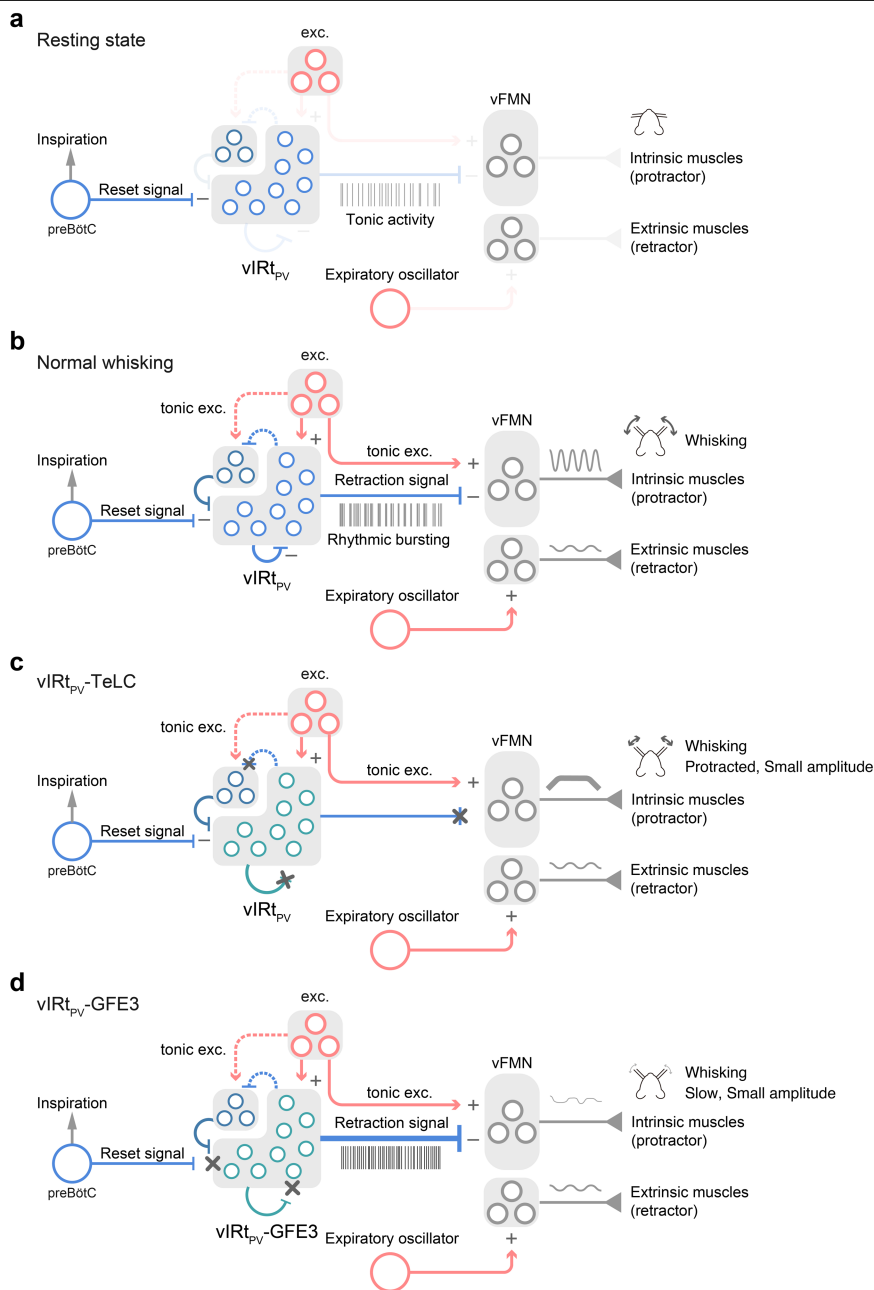 a
Resting state
exc.
vFMN
+
+
Inspiration
Intrinsic muscles
(protractor)
Reset signal
−
−
preBötC
Tonic activity
Extrinsic muscles
(retractor)
−
vIRtPV
Expiratory oscillator
+
b
Normal whisking
exc.
tonic exc.
vFMN
+
tonic exc.
+
Whisking
Inspiration
Retraction signal
Intrinsic muscles
(protractor)
−
Reset signal
−
preBötC
Rhythmic bursting
Extrinsic muscles
(retractor)
−
vIRtPV
Expiratory oscillator
+
c
vIRtPV-TeLC
exc.
tonic exc.
vFMN
+
tonic exc.
+
Whisking
Protracted, Small amplitude
Inspiration
Intrinsic muscles
(protractor)
Reset signal
−
preBötC
Extrinsic muscles
(retractor)
vIRtPV
Expiratory oscillator
+
d
vIRtPV-GFE3
exc.
tonic exc.
vFMN
+
tonic exc.
+
Whisking
Slow, Small amplitude
Inspiration
Retraction signal
Intrinsic muscles
(protractor)
−
Reset signal
preBötC
Extrinsic muscles
(retractor)
vIRtPV-GFE3
Expiratory oscillator
+